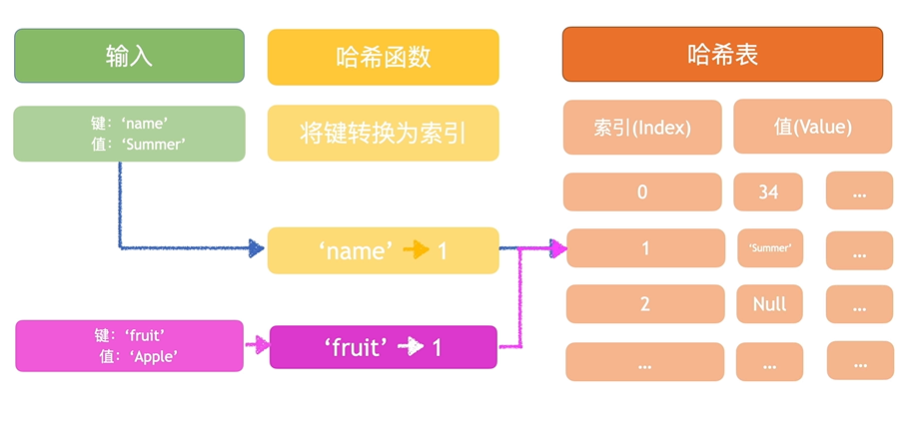 输入
哈希函数
哈希表
键：‘name’
值：‘Summer’
将键转换为索引
索引(Index)
值(Value)
0
34
...
‘name’ → 1
1
‘Summer’
...
2
Null
...
键：‘fruit’
值：‘Apple’
‘fruit’ → 1
...
...
...